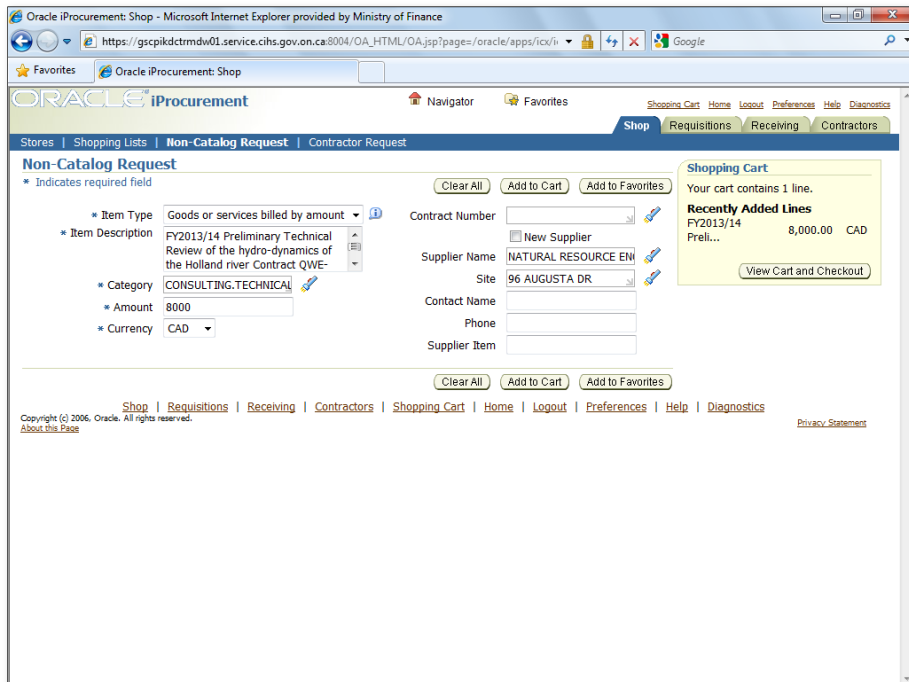 Oracle iProcurement: Shop - Microsoft Internet Explorer provided by Ministry of Finance
https://gscpikdctrmdw01.service.cihs.gov.on.ca:8004/OA_HTML/OA.jsp?page=/oracle/apps/icx/i
Google
Favorites
Oracle iProcurement: Shop
ORACLE iProcurement
Navigator Favorites
Shopping Cart Home Logout Preferences Help Diagnostics
Shop Requisitions Receiving Contractors
Stores | Shopping Lists | Non-Catalog Request | Contractor Request
Non-Catalog Request
* Indicates required field
Clear All Add to Cart Add to Favorites
* Item Type Goods or services billed by amount
* Item Description FY2013/14 Preliminary Technical
Review of the hydro-dynamics of
the Holland river Contract QWE-
* Category CONSULTING.TECHNICAL
* Amount 8000
* Currency CAD
Contract Number
New Supplier
Supplier Name NATURAL RESOURCE EN
Site 96 AUGUSTA DR
Contact Name
Phone
Supplier Item
Shopping Cart
Your cart contains 1 line.
Recently Added Lines
FY2013/14
Preli... 8,000.00 CAD
View Cart and Checkout
Clear All Add to Cart Add to Favorites
Shop | Requisitions | Receiving | Contractors | Shopping Cart | Home | Logout | Preferences | Help | Diagnostics
Copyright (c) 2006, Oracle. All rights reserved.
About this Page
Privacy Statement